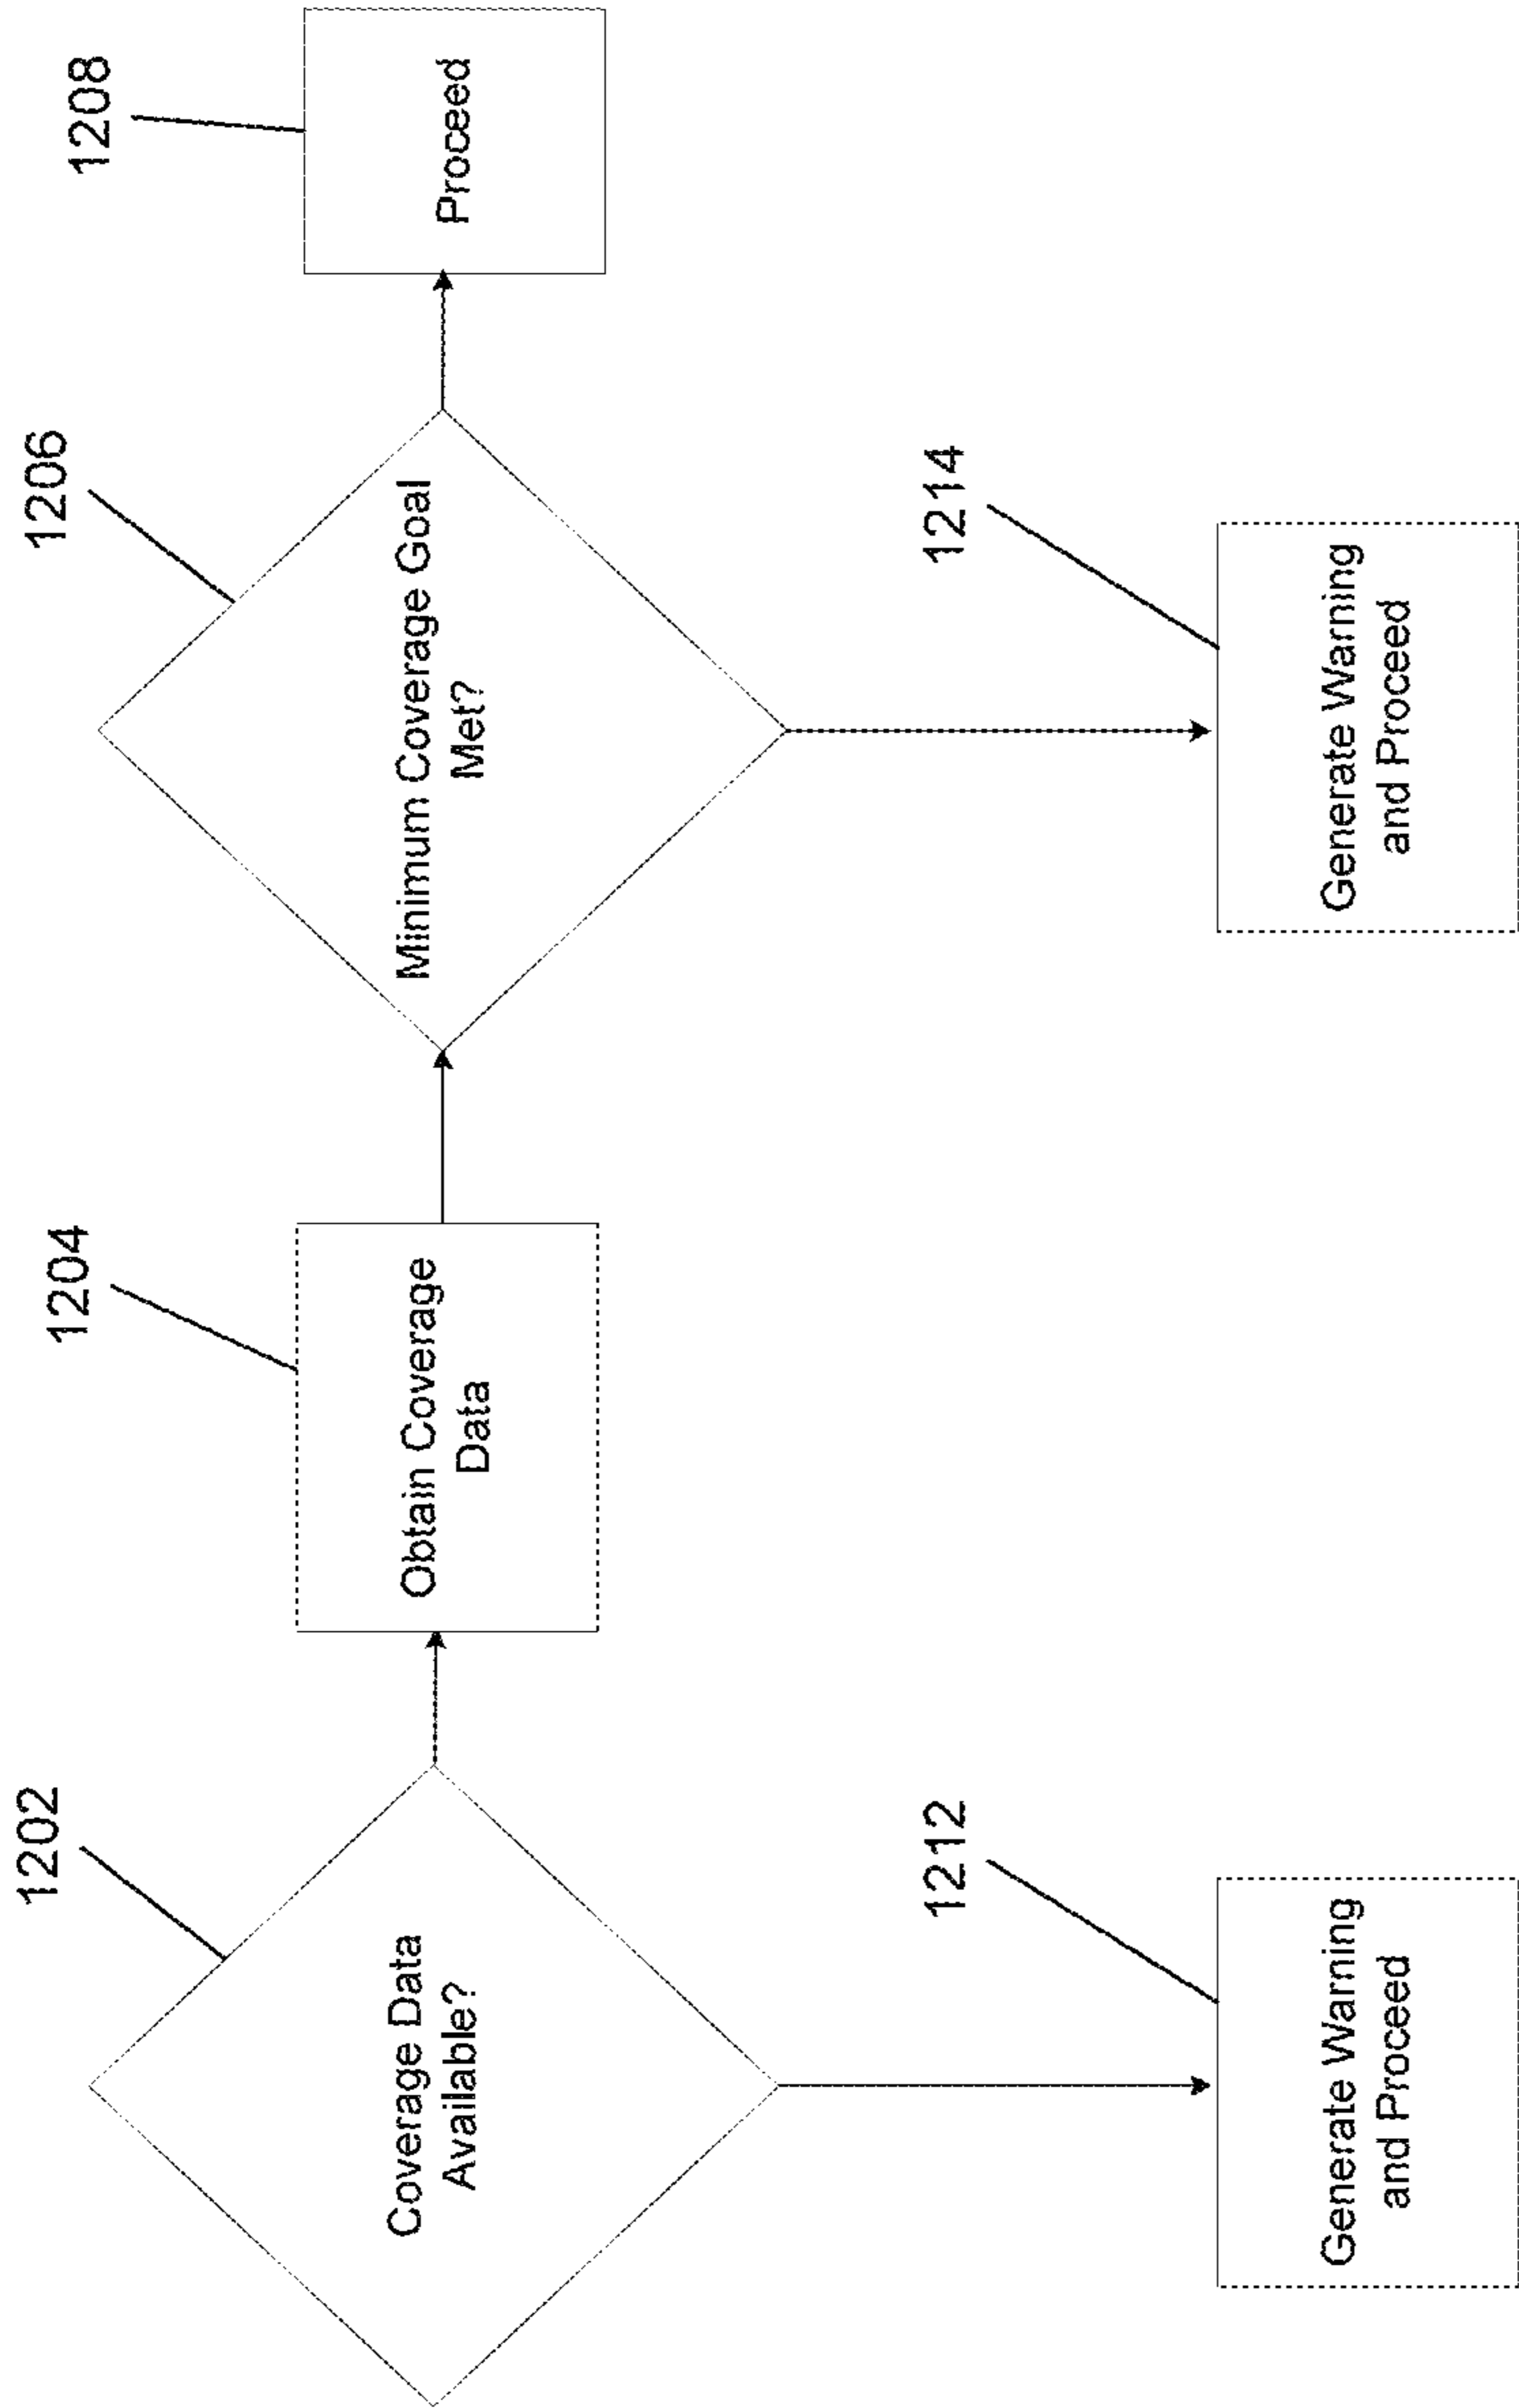 1202
Coverage Data
Available?
1204
Obtain Coverage
Data
1206
Minimum Coverage Goal
Met?
1208
Proceed
1212
Generate Warning
and Proceed
1214
Generate Warning
and Proceed